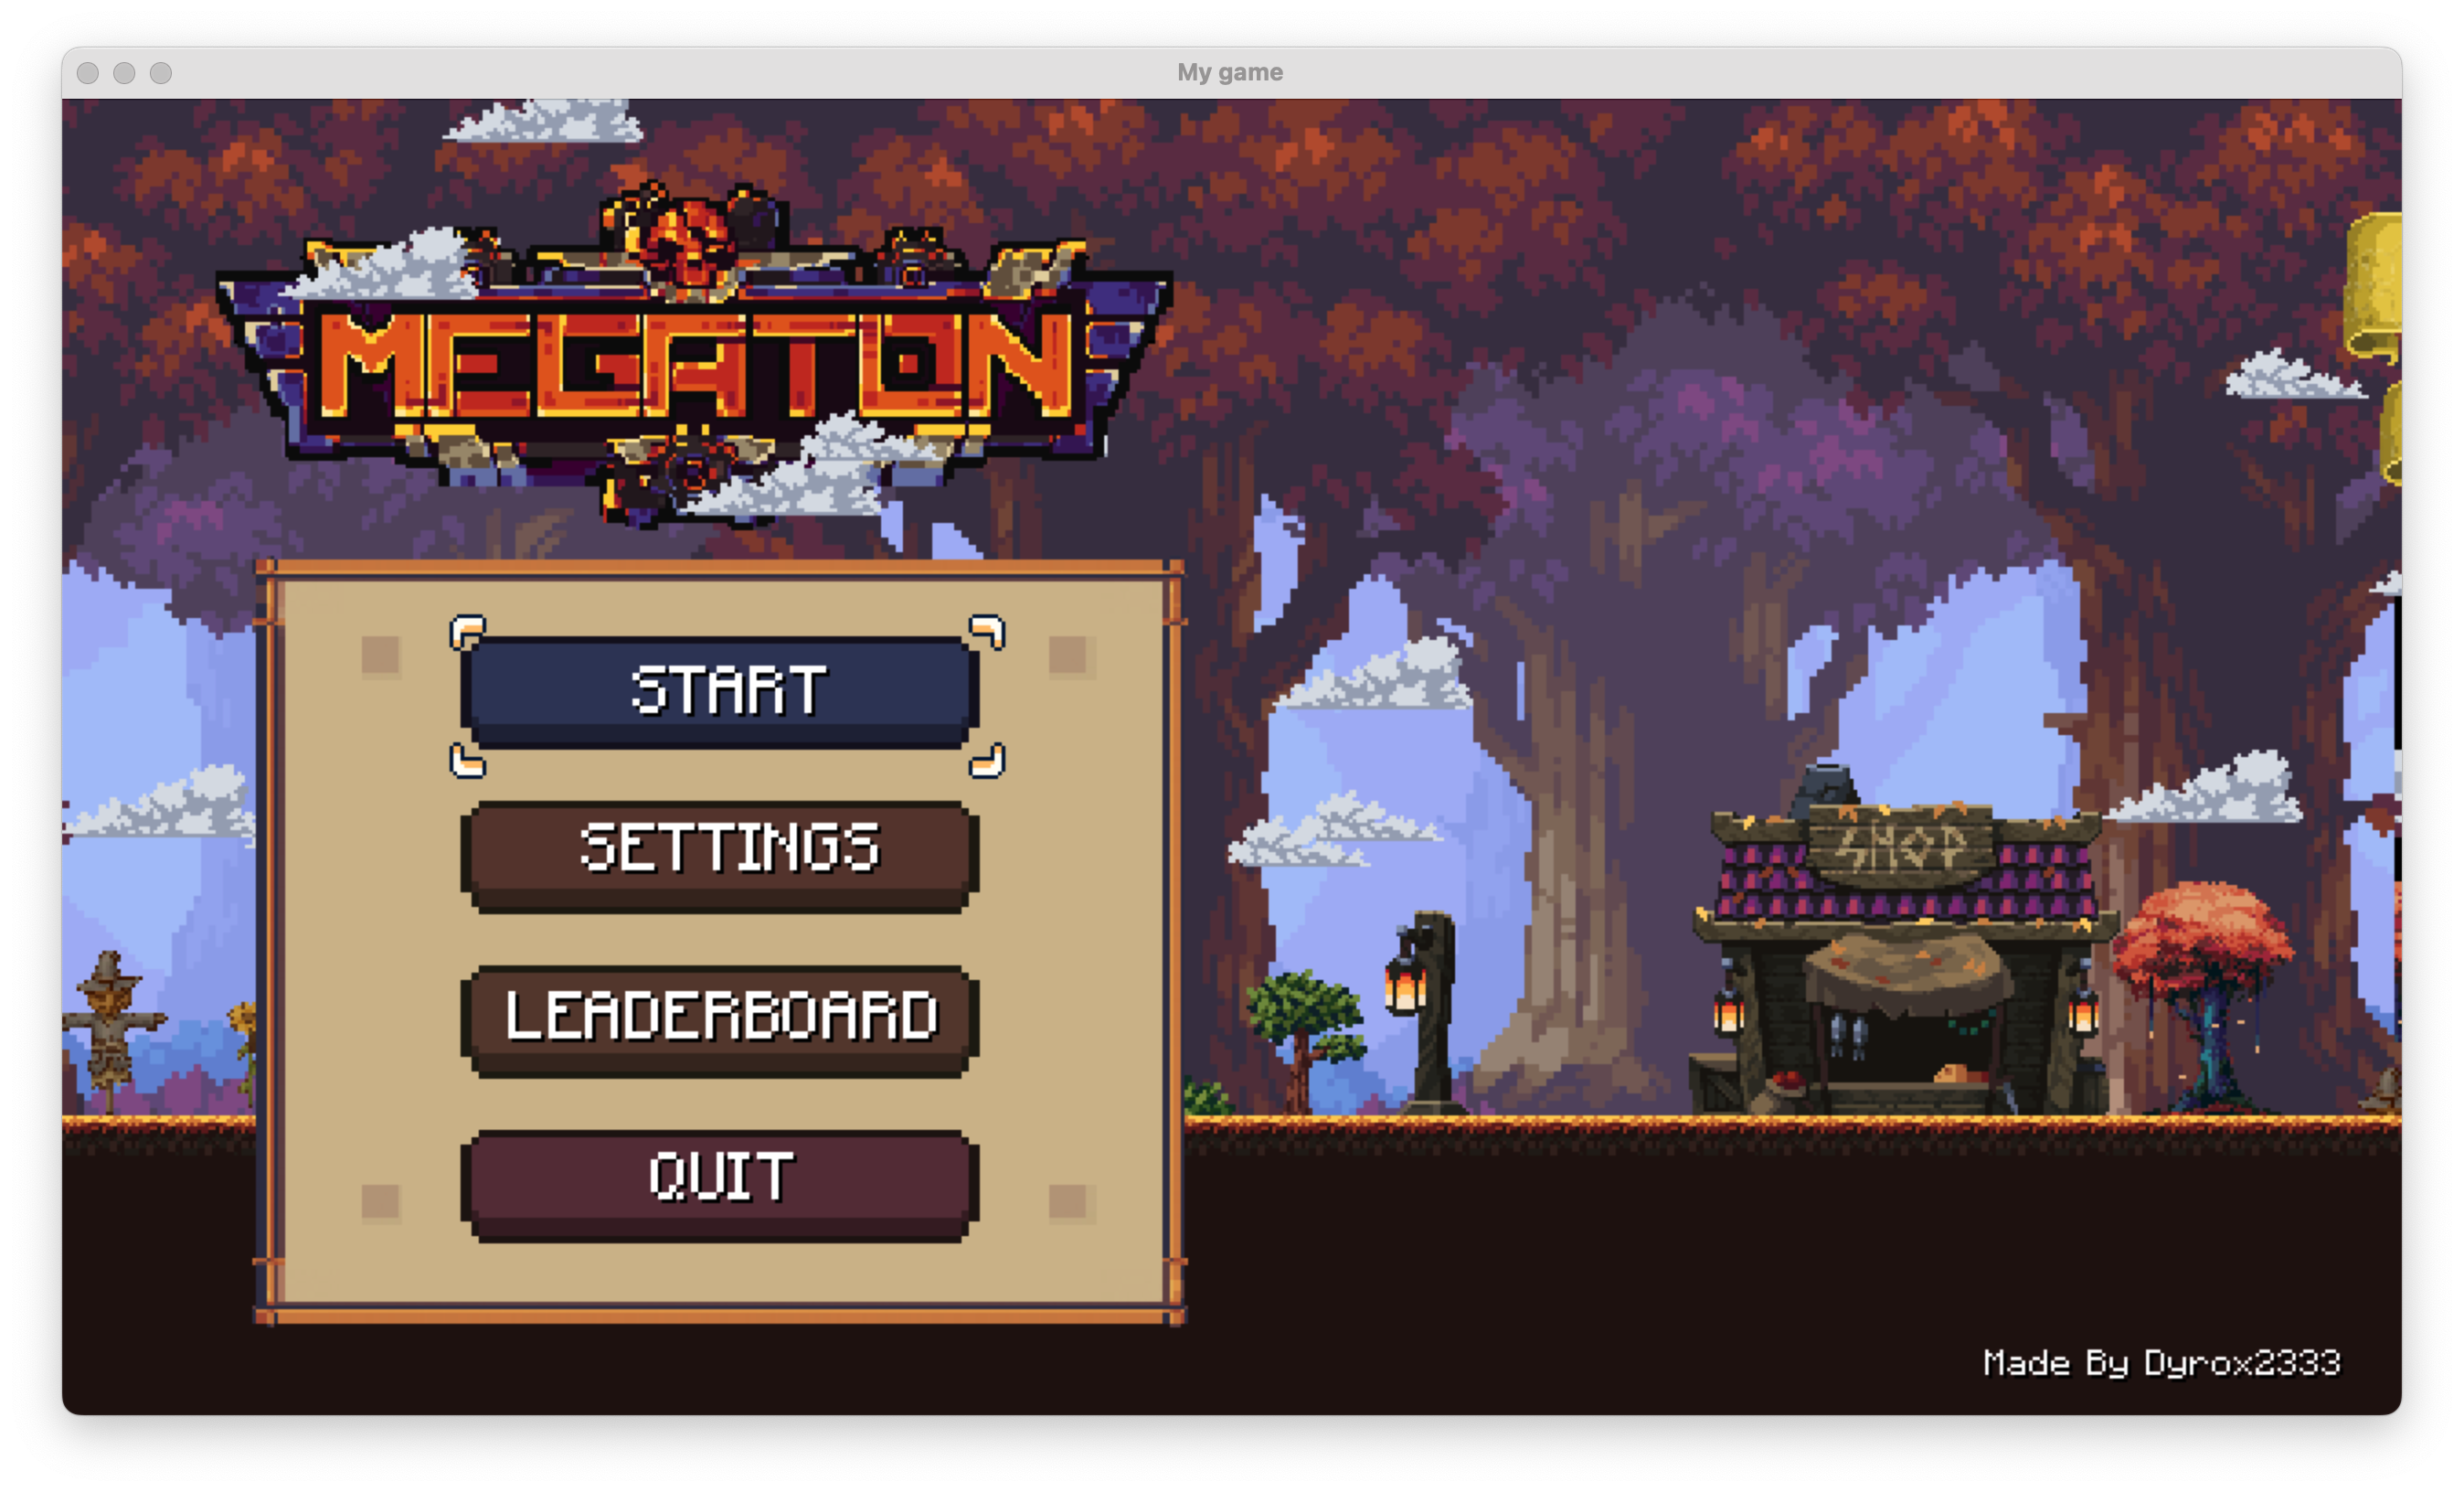 My game
MEGATON
START
SETTINGS
LEADERBOARD
QUIT
SHOP
Made By Dyrox2333